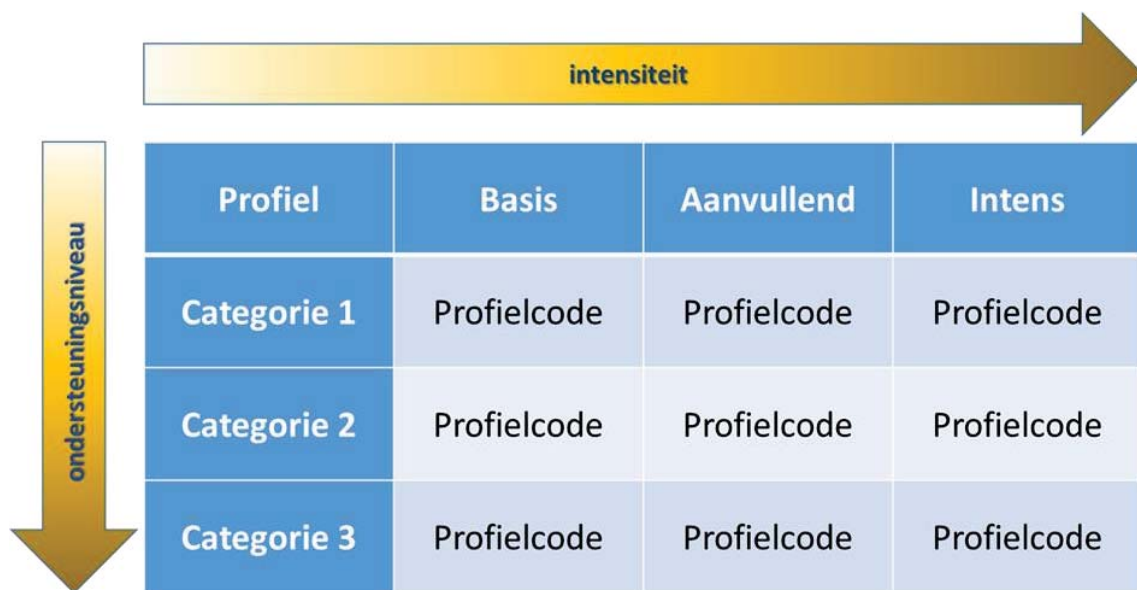 intensiteit
ondersteuningsniveau
Profiel Basis Aanvullend Intens
Categorie 1 Profielcode Profielcode Profielcode
Categorie 2 Profielcode Profielcode Profielcode
Categorie 3 Profielcode Profielcode Profielcode